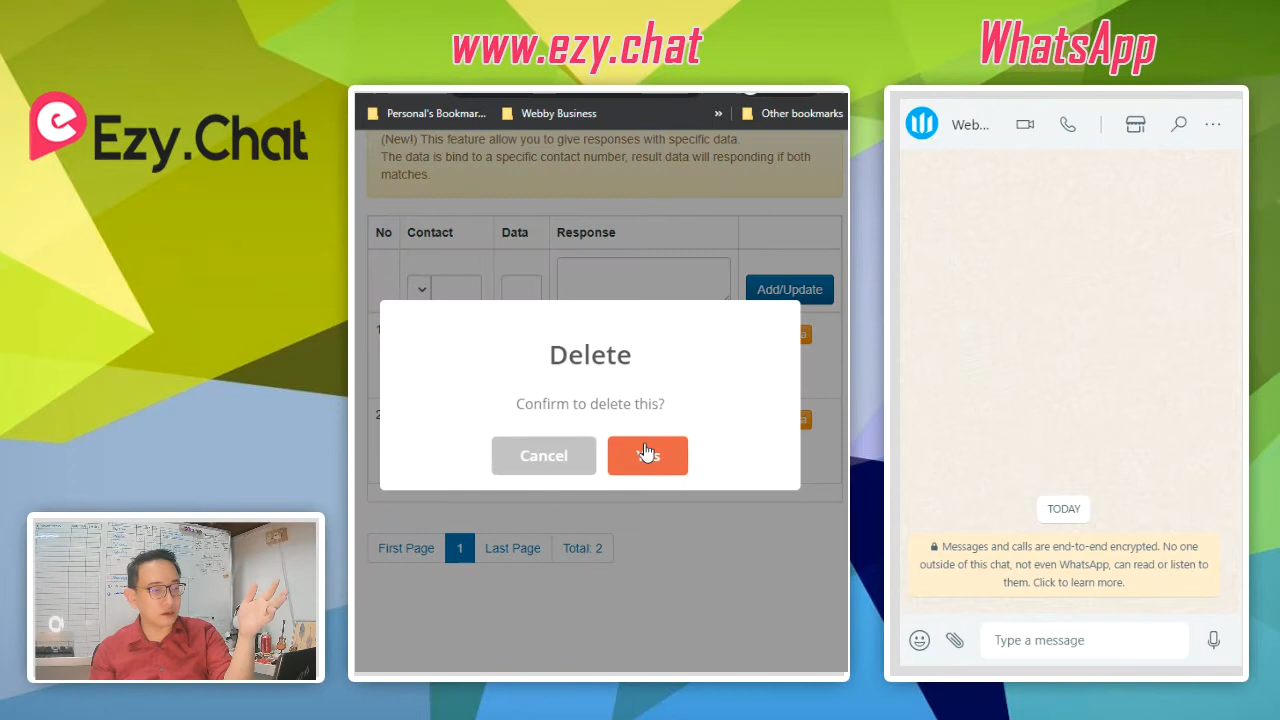 www.ezy.chat
WhatsApp
Ezy.Chat
Personal's Bookmar...
Webby Business
»
Other bookmarks
(New!) This feature allow you to give responses with specific data.
The data is bind to a specific contact number, result data will responding if both
matches.
No Contact Data Response
Add/Update
Delete
Confirm to delete this?
Cancel
First Page 1 Last Page Total: 2
Web...
TODAY
Messages and calls are end-to-end encrypted. No one
outside of this chat, not even WhatsApp, can read or listen to
them. Click to learn more.
Type a message